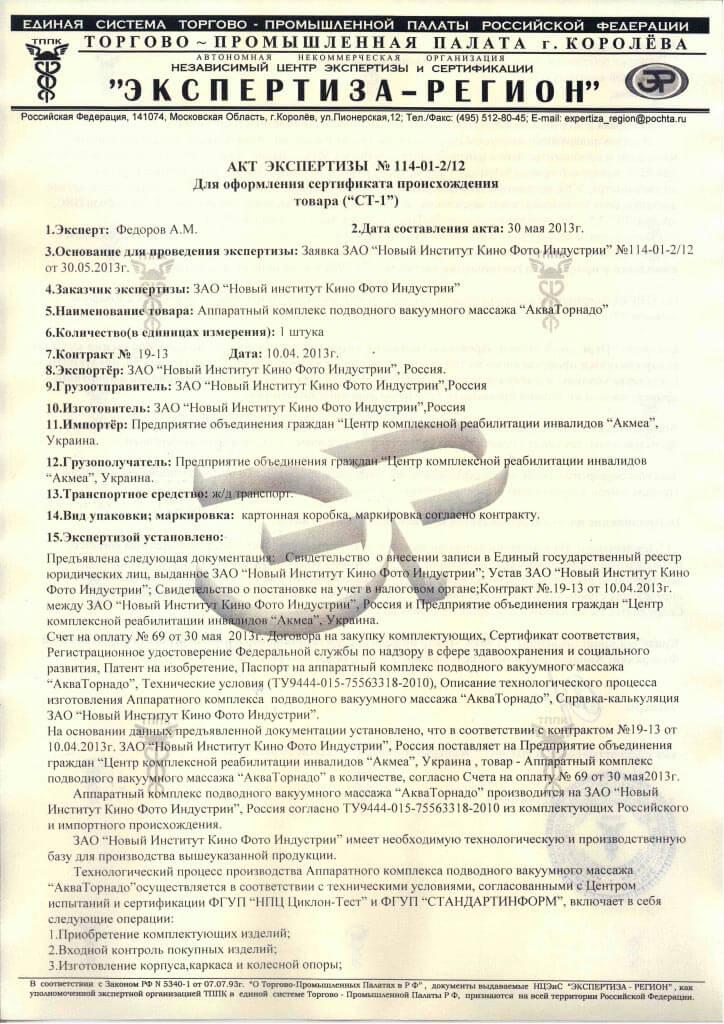 ЕДИНАЯ СИСТЕМА ТОРГОВО - ПРОМЫШЛЕННОЙ ПАЛАТЫ РОССИЙСКОЙ ФЕДЕРАЦИИ
ТППК
ТОРГОВО ~ ПРОМЫШЛЕННАЯ ПАЛАТА г. КОРОЛЁВА
АВТОНОМНАЯ НЕКОММЕРЧЕСКАЯ ОРГАНИЗАЦИЯ
НЕЗАВИСИМЫЙ ЦЕНТР ЭКСПЕРТИЗЫ и СЕРТИФИКАЦИИ
"ЭКСПЕРТИЗА – РЕГИОН"
ЭР
Российская Федерация, 141074, Московская Область, г.Королёв, ул.Пионерская,12; Тел./Факс: (495) 512-80-45; E-mail: expertiza_region@pochta.ru
АКТ ЭКСПЕРТИЗЫ № 114-01-2/12
Для оформления сертификата происхождения
товара (“СТ-1”)
1.Эксперт: Федоров А.М. 2.Дата составления акта: 30 мая 2013г.
3.Основание для проведения экспертизы: Заявка ЗАО “Новый Институт Кино Фото Индустрии” №114-01-2/12
от 30.05.2013г.
4.Заказчик экспертизы: ЗАО “Новый институт Кино Фото Индустрии”
5.Наименование товара: Аппаратный комплекс подводного вакуумного массажа “АкваТорнадо”
6.Количество(в единицах измерения): 1 штука
7.Контракт № 19-13 Дата: 10.04. 2013г.
8.Экспортёр: ЗАО “Новый Институт Кино Фото Индустрии”, Россия.
9.Грузоотправитель: ЗАО “Новый Институт Кино Фото Индустрии”,Россия
10.Изготовитель: ЗАО “Новый Институт Кино Фото Индустрии”,Россия
11.Импортёр: Предприятие объединения граждан “Центр комплексной реабилитации инвалидов “Акмеа”,
Украина.
12.Грузополучатель: Предприятие объединения граждан “Центр комплексной реабилитации инвалидов
“Акмеа”, Украина.
13.Транспортное средство: ж/д транспорт.
14.Вид упаковки; маркировка: картонная коробка, маркировка согласно контракту.
15.Экспертизой установлено:
Предъявлена следующая документация: Свидетельство о внесении записи в Единый государственный реестр
юридических лиц, выданное ЗАО “Новый Институт Кино Фото Индустрии”; Устав ЗАО “Новый Институт Кино
Фото Индустрии”; Свидетельство о постановке на учет в налоговом органе;Контракт №.19-13 от 10.04.2013г.
между ЗАО “Новый Институт Кино Фото Индустрии”, Россия и Предприятие объединения граждан “Центр
комплексной реабилитации инвалидов “Акмеа”, Украина.
Счет на оплату № 69 от 30 мая 2013г. Договора на закупку комплектующих, Сертификат соответствия,
Регистрационное удостоверение Федеральной службы по надзору в сфере здавоохранения и социального
развития, Патент на изобретение, Паспорт на аппаратный комплекс подводного вакуумного массажа
“АкваТорнадо”, Технические условия (ТУ9444-015-75563318-2010), Описание технологического процесса
изготовления Аппаратного комплекса подводного вакуумного массажа “АкваТорнадо”, Справка-калькуляция
ЗАО “Новый Институт Кино Фото Индустрии”.
На основании данных предъявленной документации установлено, что в соответствии с контрактом №19-13 от
10.04.2013г. ЗАО “Новый Институт Кино Фото Индустрии”, Россия поставляет на Предприятие объединения
граждан “Центр комплексной реабилитации инвалидов “Акмеа”, Украина , товар - Аппаратный комплекс
подводного вакуумного массажа “АкваТорнадо” в количестве, согласно Счета на оплату № 69 от 30 мая2013г.
Аппаратный комплекс подводного вакуумного массажа “АкваТорнадо” производится на ЗАО “Новый
Институт Кино Фото Индустрии”, Россия согласно ТУ9444-015-75563318-2010 из комплектующих Российского
и импортного происхождения.
ЗАО “Новый Институт Кино Фото Индустрии” имеет необходимую технологическую и производственную
базу для производства вышеуказанной продукции.
Технологический процесс производства Аппаратного комплекса подводного вакуумного массажа
“АкваТорнадо”осуществляется в соответствии с техническими условиями, согласованными с Центром
испытаний и сертификации ФГУП “НПЦ Циклон-Тест” и ФГУП “СТАНДАРТИНФОРМ”, включает в себя
следующие операции:
1.Приобретение комплектующих изделий;
2.Входной контроль покупных изделий;
3.Изготовление корпуса,каркаса и колесной опоры;
В соответствии с Законом РФ N 5340-1 от 07.07.93г. "О Торгово-Промышленных Палатах в Р Ф" , документы выдаваемые НЦЭиС "ЭКСПЕРТИЗА - РЕГИОН" , как
уполномоченной экспертной организацией ТППК в единой системе Торгово - Промышленной Палаты Р Ф, признаются на всей территории Российской Федерации.